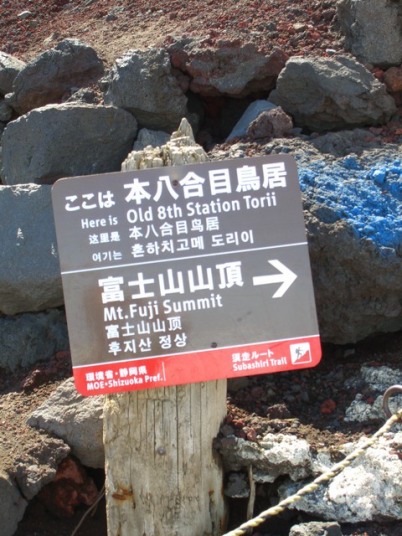 ここは 本八合目鳥居
Here is Old 8th Station Torii
这里是 本八合目鸟居
여기는 혼하치고메 도리이
富士山山頂
Mt.Fuji Summit
富士山山顶
후지산 정상
須走ルート
Subashiri Trail
環境省・静岡県
MOE・Shizuoka Pref.